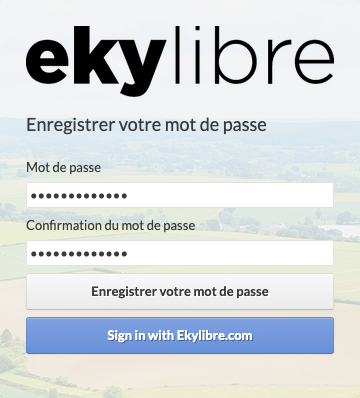 ekylibre
Enregistrer votre mot de passe
Mot de passe
•••••••••••••
Confirmation du mot de passe
•••••••••••••
Enregistrer votre mot de passe
Sign in with Ekylibre.com